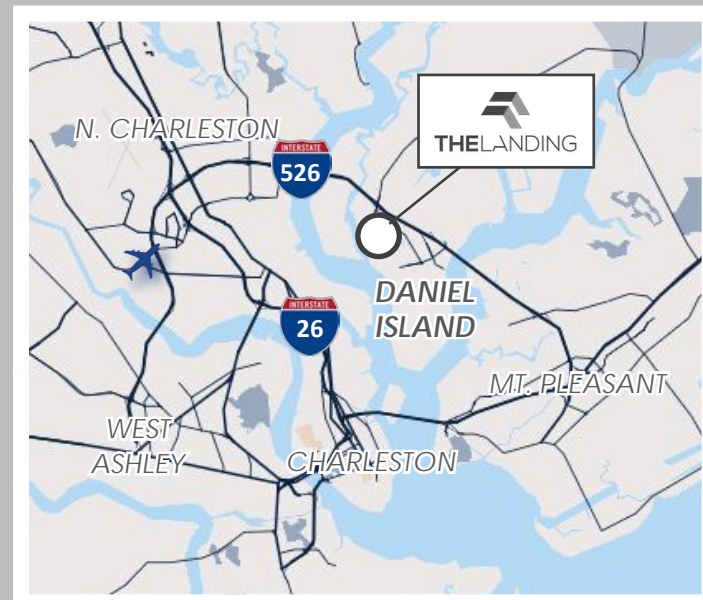 N. CHARLESTON
INTERSTATE
526
THELANDING
INTERSTATE
26
DANIEL
ISLAND
MT. PLEASANT
WEST
ASHLEY
CHARLESTON